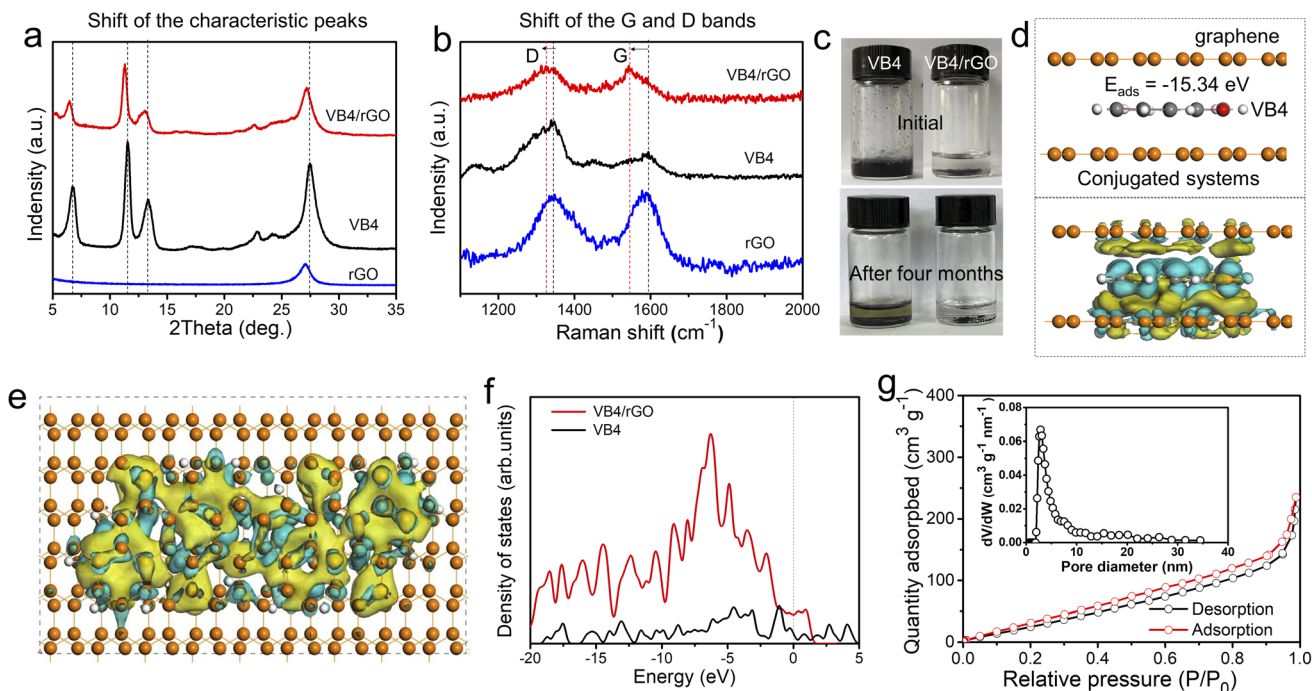 Shift of the characteristic peaks
Shift of the G and D bands
a
Indensity (a.u.)
VB4/rGO
VB4
rGO
5 10 15 20 25 30 35
2Theta (deg.)
b
Indensity (a.u.)
D
G
VB4/rGO
VB4
rGO
1200 1400 1600 1800 2000
Raman shift (cm⁻¹)
c
VB4
VB4/rGO
Initial
After four months
d
graphene
E_ads = -15.34 eV
VB4
Conjugated systems
e
f
VB4/rGO
VB4
Density of states (arb.units)
-20 -15 -10 -5 0 5
Energy (eV)
g
Quantity adsorpbed (cm³ g⁻¹)
400
300
200
100
0
dV/dW (cm³ g⁻¹ nm⁻¹)
0.08
0.06
0.04
0.02
0.00
0 10 20 30 40
Pore diameter (nm)
Desorption
Adsorption
0.0 0.2 0.4 0.6 0.8 1.0
Relative pressure (P/P₀)